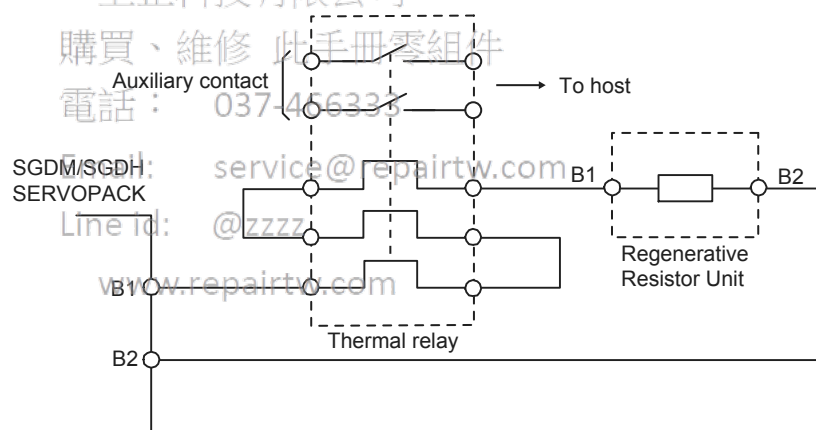 購買、維修 此手冊零組件
Auxiliary contact
To host
電話： 037-466333
SGDM/SGDH
SERVOPACK
Email: service@repairtw.com
B1
B2
Line id: @zzzz
Regenerative
Resistor Unit
www.repairtw.com
B1
Thermal relay
B2